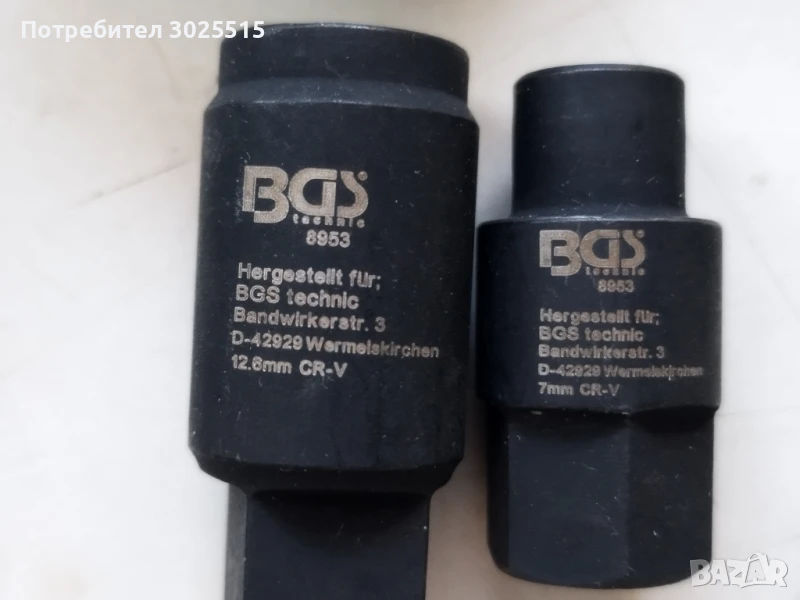 Потребител 3025515
BGS
technic
8953
Hergestellt für;
BGS technic
Bandwirkerstr. 3
D-42929 Wermelskirchen
12.6mm CR-V
BGS
technic
8953
Hergestellt für;
BGS technic
Bandwirkerstr. 3
D-42929 Wermelskirchen
7mm CR-V
BAZAR